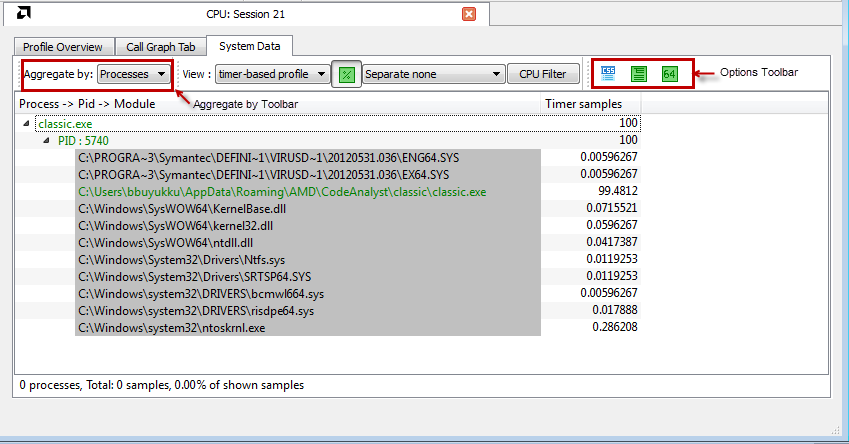 CPU: Session 21
Profile Overview Call Graph Tab System Data
Aggregate by: Processes View : timer-based profile Separate none CPU Filter CSS 64 Options Toolbar
Process -> Pid -> Module Aggregate by Toolbar Timer samples
classic.exe 100
PID : 5740 100
C:\PROGRA~3\Symantec\DEFINI~1\VIRUSD~1\20120531.036\ENG64.SYS 0.00596267
C:\PROGRA~3\Symantec\DEFINI~1\VIRUSD~1\20120531.036\EX64.SYS 0.00596267
C:\Users\bbuyukku\AppData\Roaming\AMD\CodeAnalyst\classic\classic.exe 99.4812
C:\Windows\SysWOW64\KernelBase.dll 0.0715521
C:\Windows\SysWOW64\kernel32.dll 0.0596267
C:\Windows\SysWOW64\ntdll.dll 0.0417387
C:\Windows\System32\Drivers\Ntfs.sys 0.0119253
C:\Windows\System32\Drivers\SRTSP64.SYS 0.0119253
C:\Windows\system32\DRIVERS\bcmwl664.sys 0.00596267
C:\Windows\system32\DRIVERS\risdpe64.sys 0.017888
C:\Windows\system32\ntoskrnl.exe 0.286208
0 processes, Total: 0 samples, 0.00% of shown samples